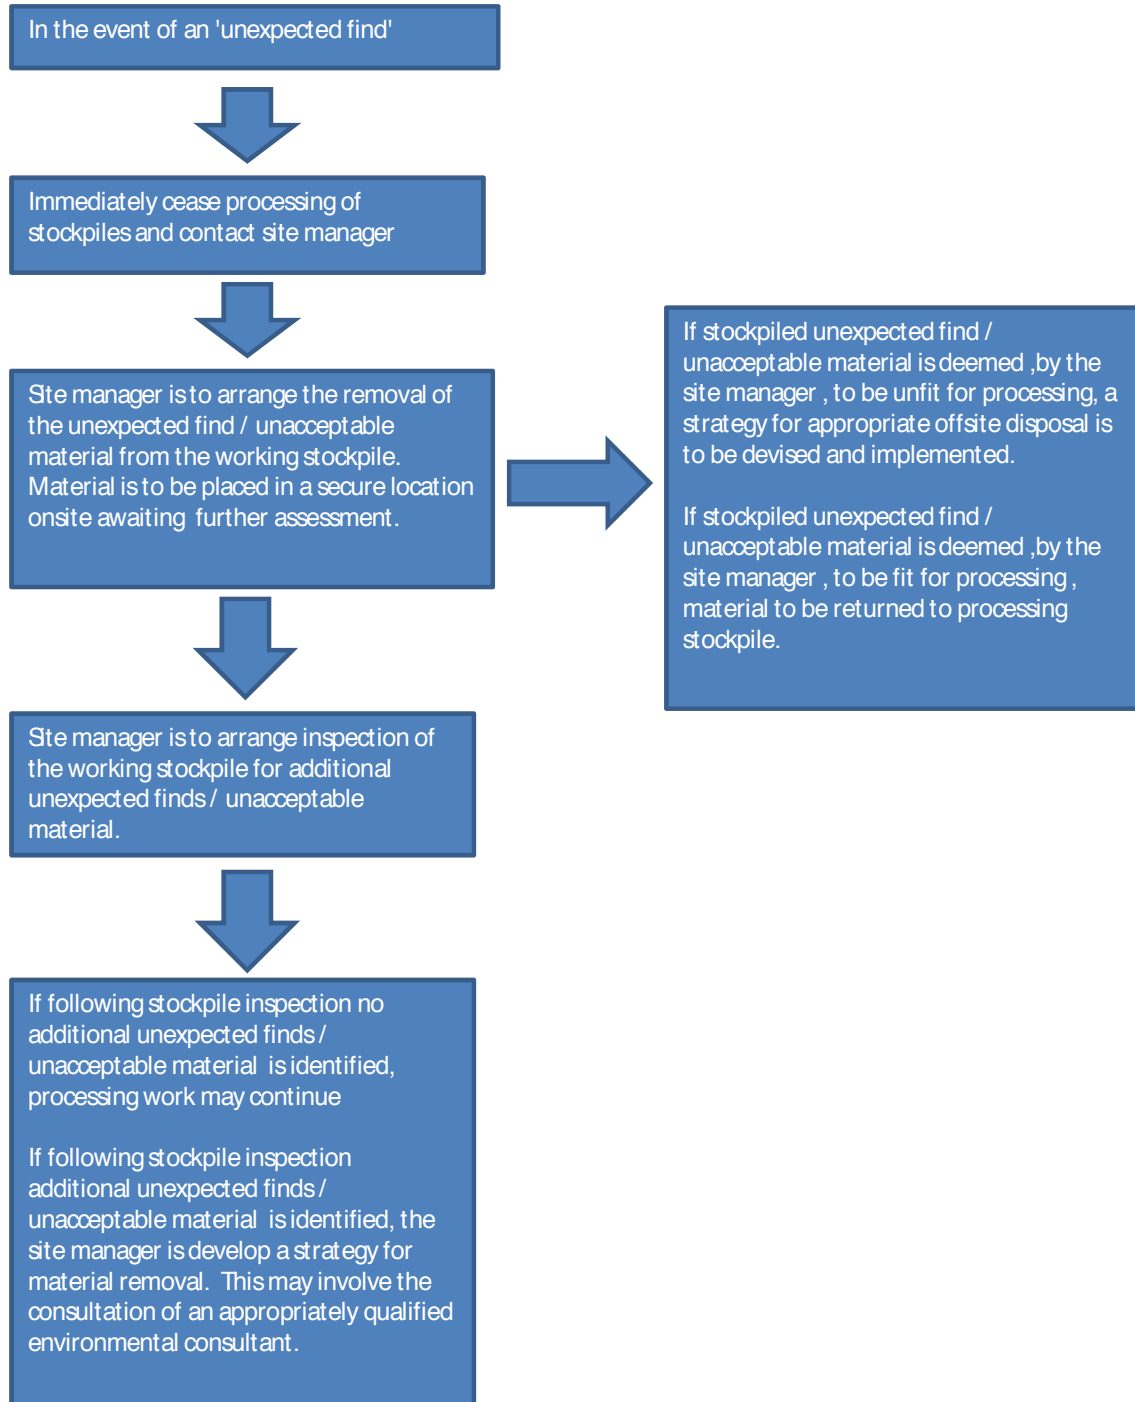 In the event of an 'unexpected find'
Immediately cease processing of
stockpiles and contact site manager
Site manager is to arrange the removal of
the unexpected find / unacceptable
material from the working stockpile.
Material is to be placed in a secure location
onsite awaiting further assessment.
If stockpiled unexpected find /
unacceptable material is deemed ,by the
site manager , to be unfit for processing, a
strategy for appropriate offsite disposal is
to be devised and implemented.
If stockpiled unexpected find /
unacceptable material is deemed ,by the
site manager , to be fit for processing ,
material to be returned to processing
stockpile.
Site manager is to arrange inspection of
the working stockpile for additional
unexpected finds / unacceptable
material.
If following stockpile inspection no
additional unexpected finds /
unacceptable material is identified,
processing work may continue
If following stockpile inspection
additional unexpected finds /
unacceptable material is identified, the
site manager is develop a strategy for
material removal. This may involve the
consultation of an appropriately qualified
environmental consultant.